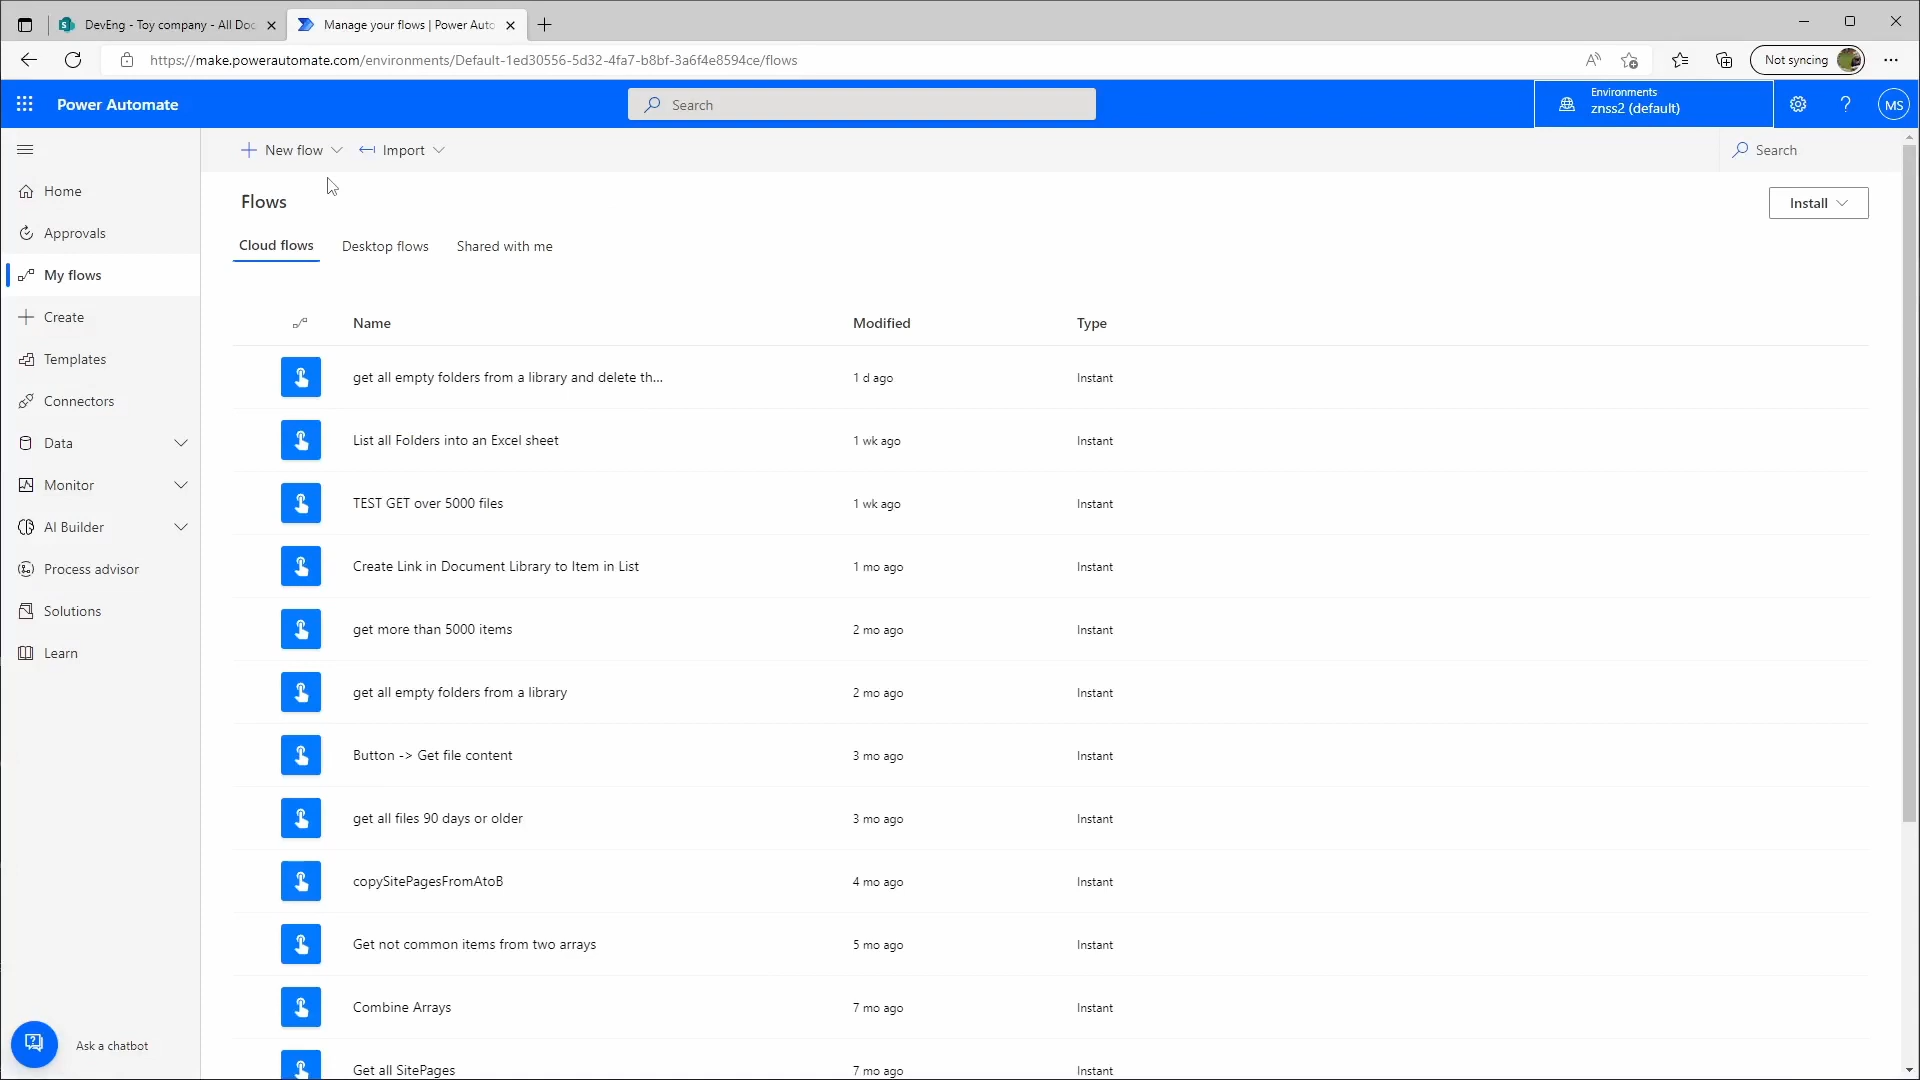 DevEng - Toy company - All Doc
Manage your flows | Power Auto
https://make.powerautomate.com/environments/Default-1ed30556-5d32-4fa7-b8bf-3a6f4e8594ce/flows
Not syncing
Power Automate
Search
Environments
znss2 (default)
?
MS
New flow
Import
Search
Home
Approvals
My flows
Create
Templates
Connectors
Data
Monitor
AI Builder
Process advisor
Solutions
Learn
Ask a chatbot
Flows
Install
Cloud flows
Desktop flows
Shared with me
Name Modified Type
get all empty folders from a library and delete th... 1 d ago Instant
List all Folders into an Excel sheet 1 wk ago Instant
TEST GET over 5000 files 1 wk ago Instant
Create Link in Document Library to Item in List 1 mo ago Instant
get more than 5000 items 2 mo ago Instant
get all empty folders from a library 2 mo ago Instant
Button -> Get file content 3 mo ago Instant
get all files 90 days or older 3 mo ago Instant
copySitePagesFromAtoB 4 mo ago Instant
Get not common items from two arrays 5 mo ago Instant
Combine Arrays 7 mo ago Instant
Get all SitePages 7 mo ago Instant